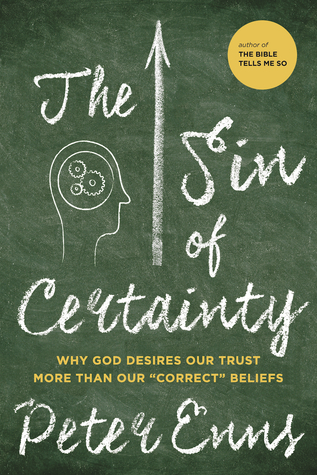 author of
THE BIBLE
TELLS ME SO
The
Sin
of
Certainty
WHY GOD DESIRES OUR TRUST
MORE THAN OUR “CORRECT” BELIEFS
Peter Enns